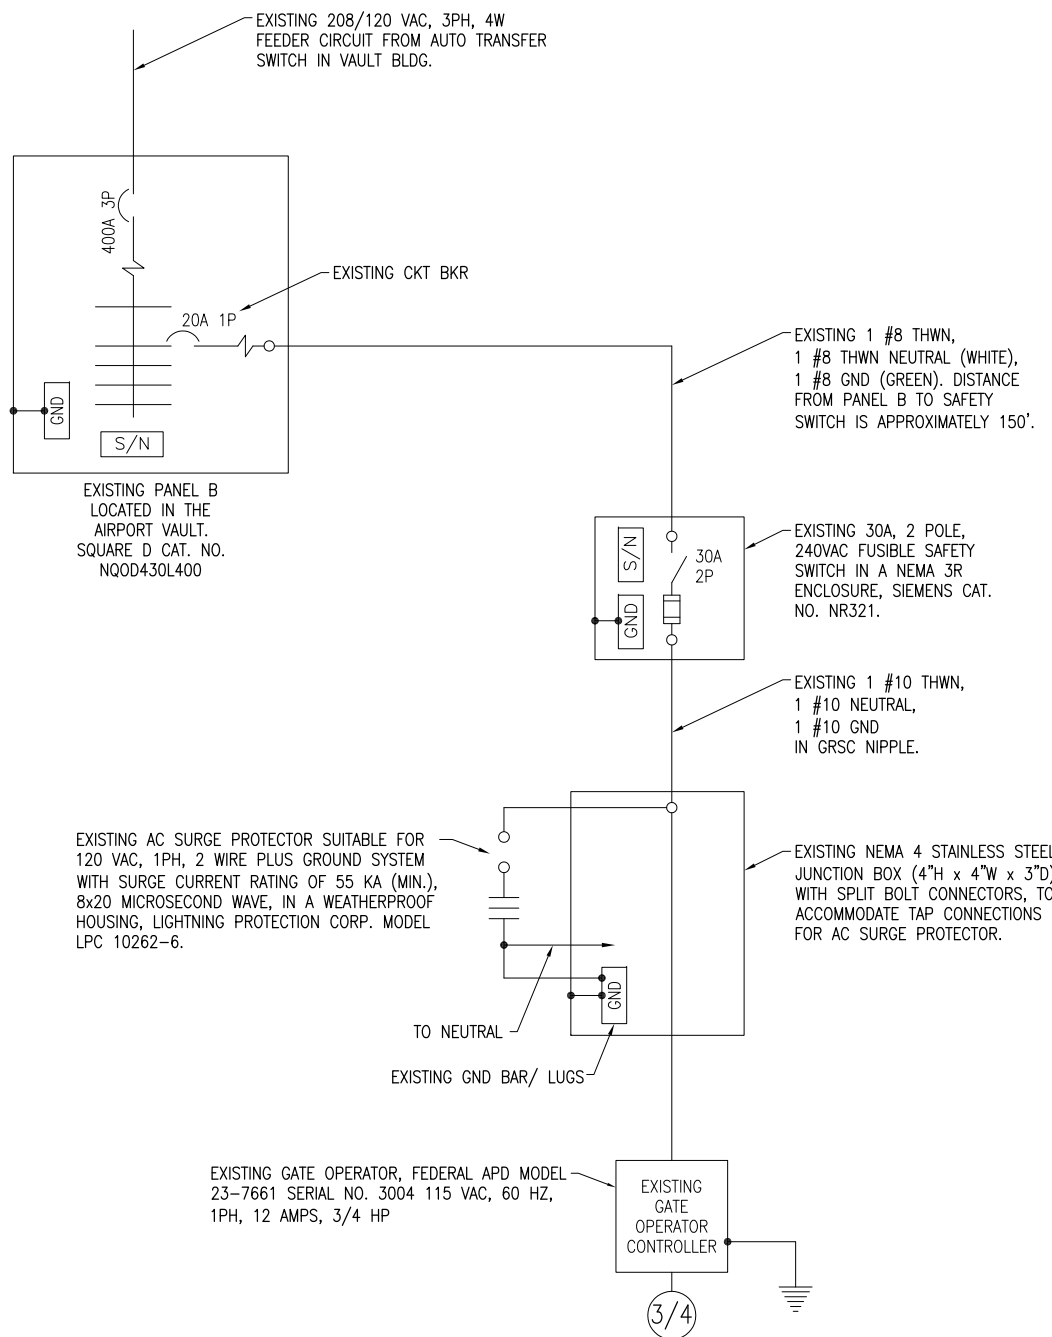 EXISTING 208/120 VAC, 3PH, 4W
FEEDER CIRCUIT FROM AUTO TRANSFER
SWITCH IN VAULT BLDG.
400A 3P
EXISTING CKT BKR
20A 1P
GND
S/N
EXISTING PANEL B
LOCATED IN THE
AIRPORT VAULT.
SQUARE D CAT. NO.
NQOD430L400
EXISTING 1 #8 THWN,
1 #8 THWN NEUTRAL (WHITE),
1 #8 GND (GREEN). DISTANCE
FROM PANEL B TO SAFETY
SWITCH IS APPROXIMATELY 150'.
S/N
30A
2P
GND
EXISTING 30A, 2 POLE,
240VAC FUSIBLE SAFETY
SWITCH IN A NEMA 3R
ENCLOSURE, SIEMENS CAT.
NO. NR321.
EXISTING 1 #10 THWN,
1 #10 NEUTRAL,
1 #10 GND
IN GRSC NIPPLE.
EXISTING AC SURGE PROTECTOR SUITABLE FOR
120 VAC, 1PH, 2 WIRE PLUS GROUND SYSTEM
WITH SURGE CURRENT RATING OF 55 KA (MIN.),
8x20 MICROSECOND WAVE, IN A WEATHERPROOF
HOUSING, LIGHTNING PROTECTION CORP. MODEL
LPC 10262-6.
EXISTING NEMA 4 STAINLESS STEEL
JUNCTION BOX (4"H x 4"W x 3"D)
WITH SPLIT BOLT CONNECTORS, TO
ACCOMMODATE TAP CONNECTIONS
FOR AC SURGE PROTECTOR.
GND
TO NEUTRAL
EXISTING GND BAR/ LUGS
EXISTING GATE OPERATOR, FEDERAL APD MODEL
23-7661 SERIAL NO. 3004 115 VAC, 60 HZ,
1PH, 12 AMPS, 3/4 HP
EXISTING
GATE
OPERATOR
CONTROLLER
3/4